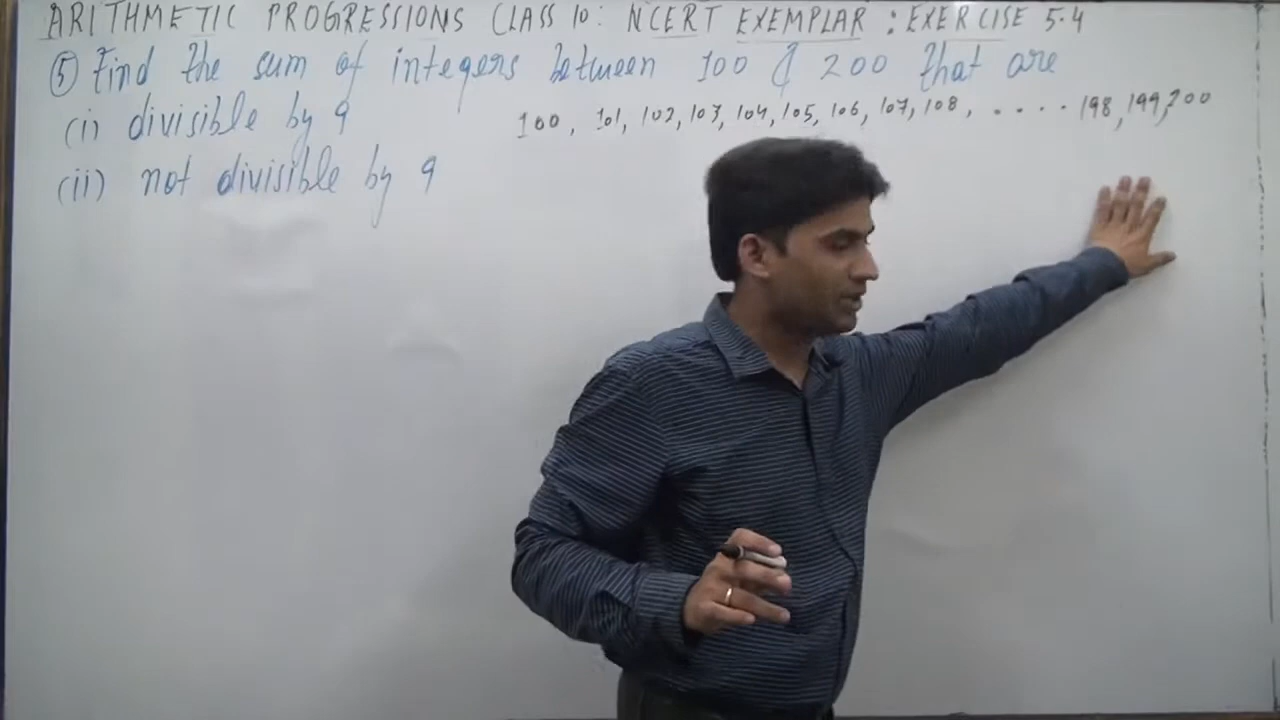 ARITHMETIC PROGRESSIONS CLASS 10: NCERT EXEMPLAR : EXERCISE 5.4
⑤ Find the sum of integers between 100 & 200 that are
(i) divisible by 9
100, 101, 102, 103, 104, 105, 106, 107, 108, .... 198, 199, 200
(ii) not divisible by 9